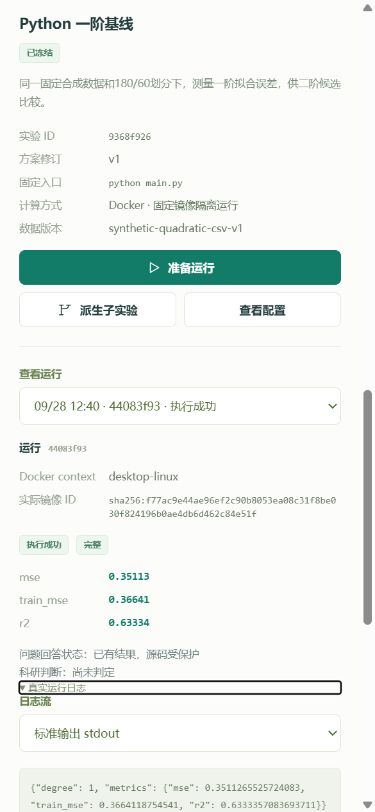 Python 一阶基线
已冻结
同一固定合成数据和180/60划分下，测量一阶拟合误差，供二阶候选
比较。
实验 ID 9368f926
方案修订 v1
固定入口 python main.py
计算方式 Docker · 固定镜像隔离运行
数据版本 synthetic-quadratic-csv-v1
准备运行
派生子实验 查看配置
查看运行
09/28 12:40 · 44083f93 · 执行成功
运行 44083f93
Docker context desktop-linux
实际镜像 ID sha256:f77ac9e44ae96ef2c90b8053ea08c31f8be0
30f824196b0ae4db6d462c84e51f
执行成功 完整
mse 0.35113
train_mse 0.36641
r2 0.63334
问题回答状态：已有结果，源码受保护
科研判断：尚未判定
▾ 真实运行日志
日志流
标准输出 stdout
{"degree": 1, "metrics": {"mse": 0.3511265525724083,
"train_mse": 0.3664118754541, "r2": 0.6333357083693711}}